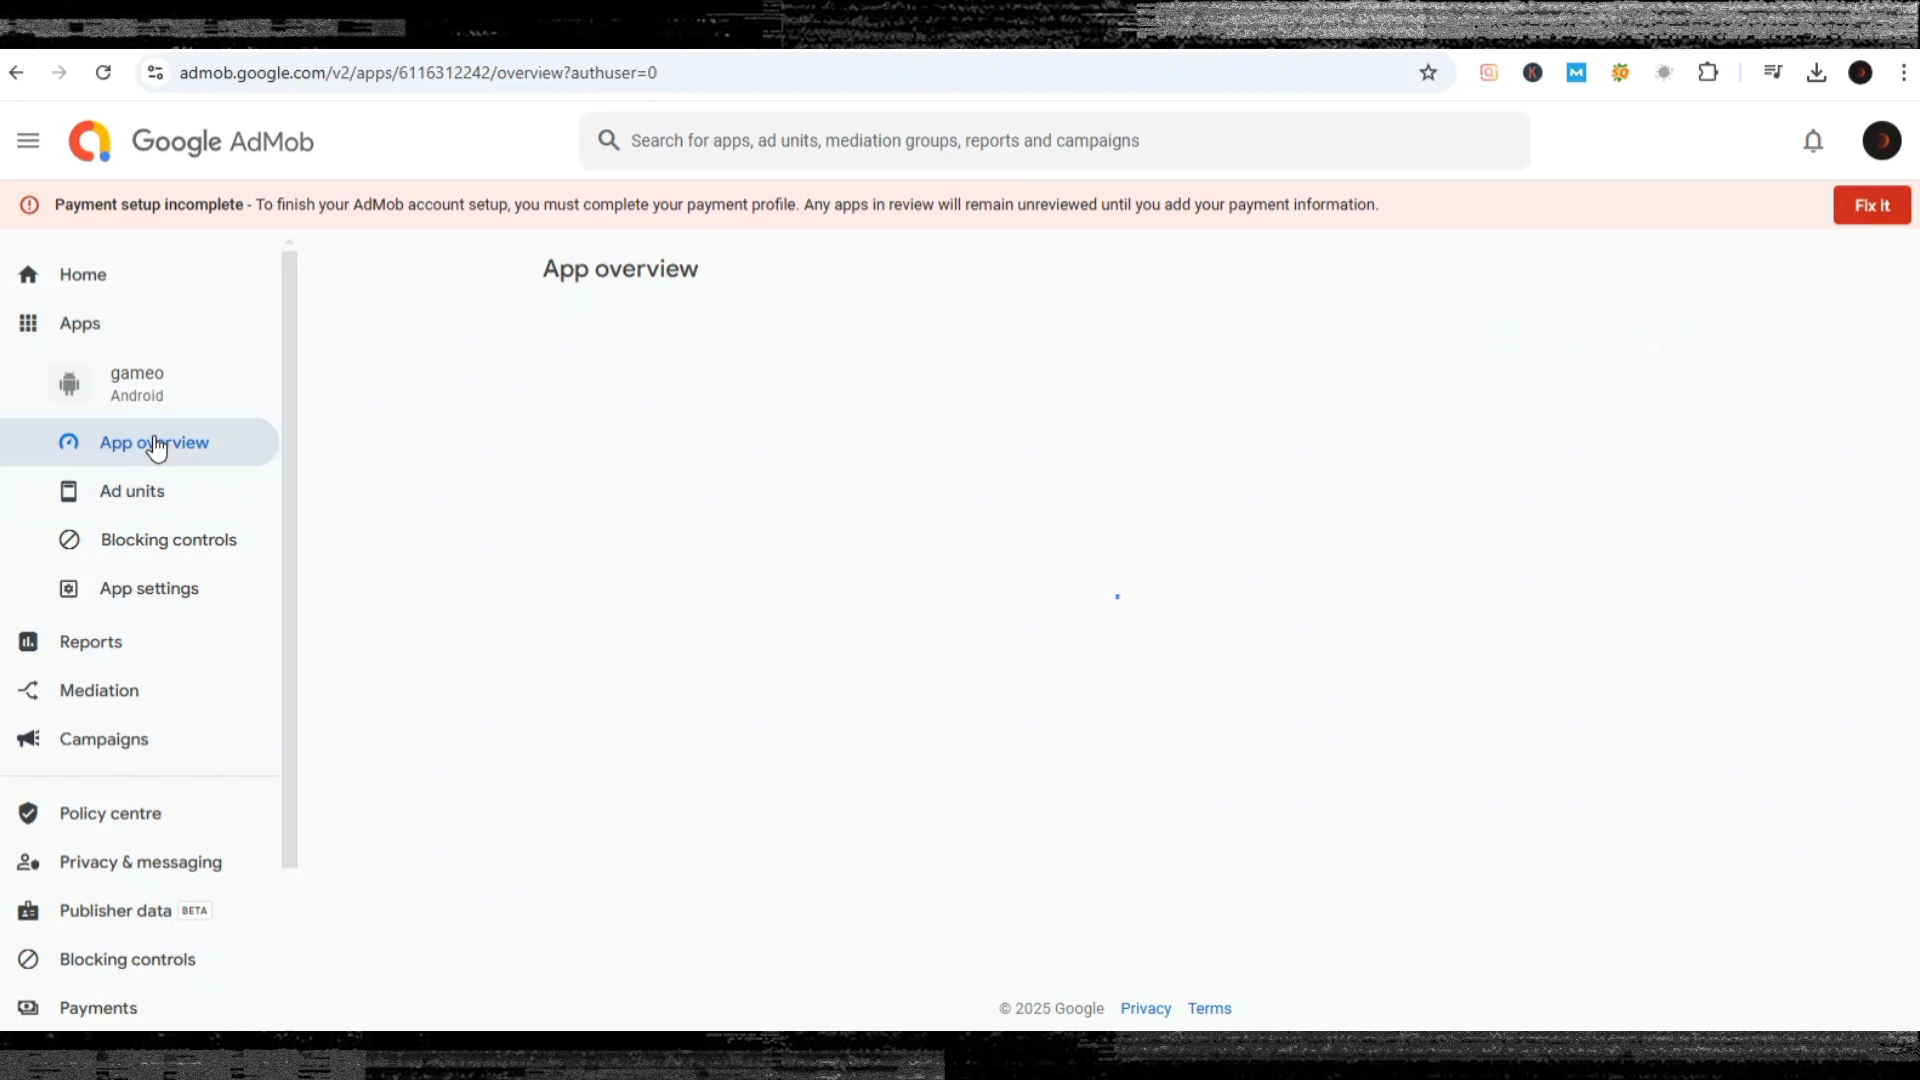 admob.google.com/v2/apps/6116312242/overview?authuser=0
Google AdMob
Search for apps, ad units, mediation groups, reports and campaigns
Payment setup incomplete - To finish your AdMob account setup, you must complete your payment profile. Any apps in review will remain unreviewed until you add your payment information.
Fix It
Home
App overview
Apps
gameo
Android
App overview
Ad units
Blocking controls
App settings
Reports
Mediation
Campaigns
Policy centre
Privacy & messaging
Publisher data BETA
Blocking controls
Payments
© 2025 Google Privacy Terms